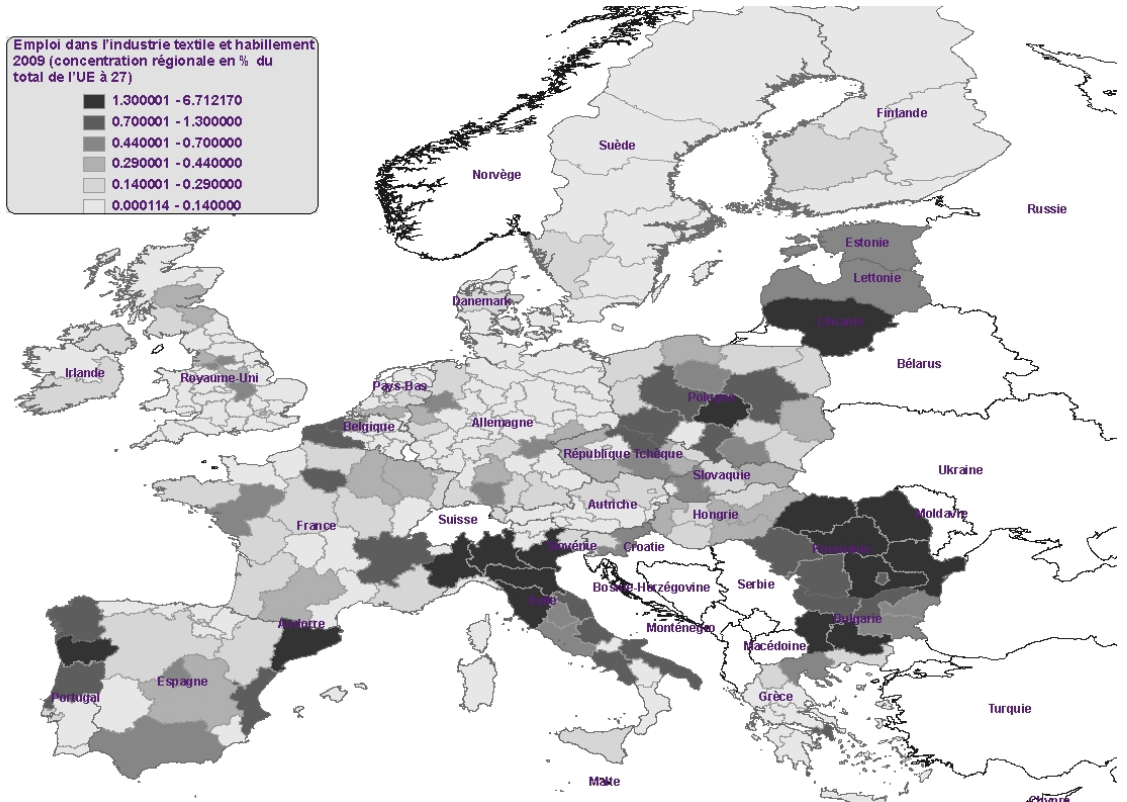 Emploi dans l'industrie textile et habillement
2009 (concentration régionale en % du
total de l'UE à 27)
1.300001 - 6.712170
0.700001 - 1.300000
0.440001 - 0.700000
0.290001 - 0.440000
0.140001 - 0.290000
0.000114 - 0.140000
Finlande
Suède
Norvège
Russie
Estonie
Lettonie
Danemark
Lituanie
Bélarus
Irlande
Royaume-Uni
Pays-Bas
Pologne
Belgique
Allemagne
République Tchèque
Ukraine
Slovaquie
Autriche
Hongrie
Moldavre
France
Suisse
Slovénie
Croatie
Roumanie
Bosnie-Herzégovine
Serbie
Italie
Andorre
Monténegro
Bulgarie
Macédoine
Espagne
Portugal
Grèce
Turquie
Malte
Chypre